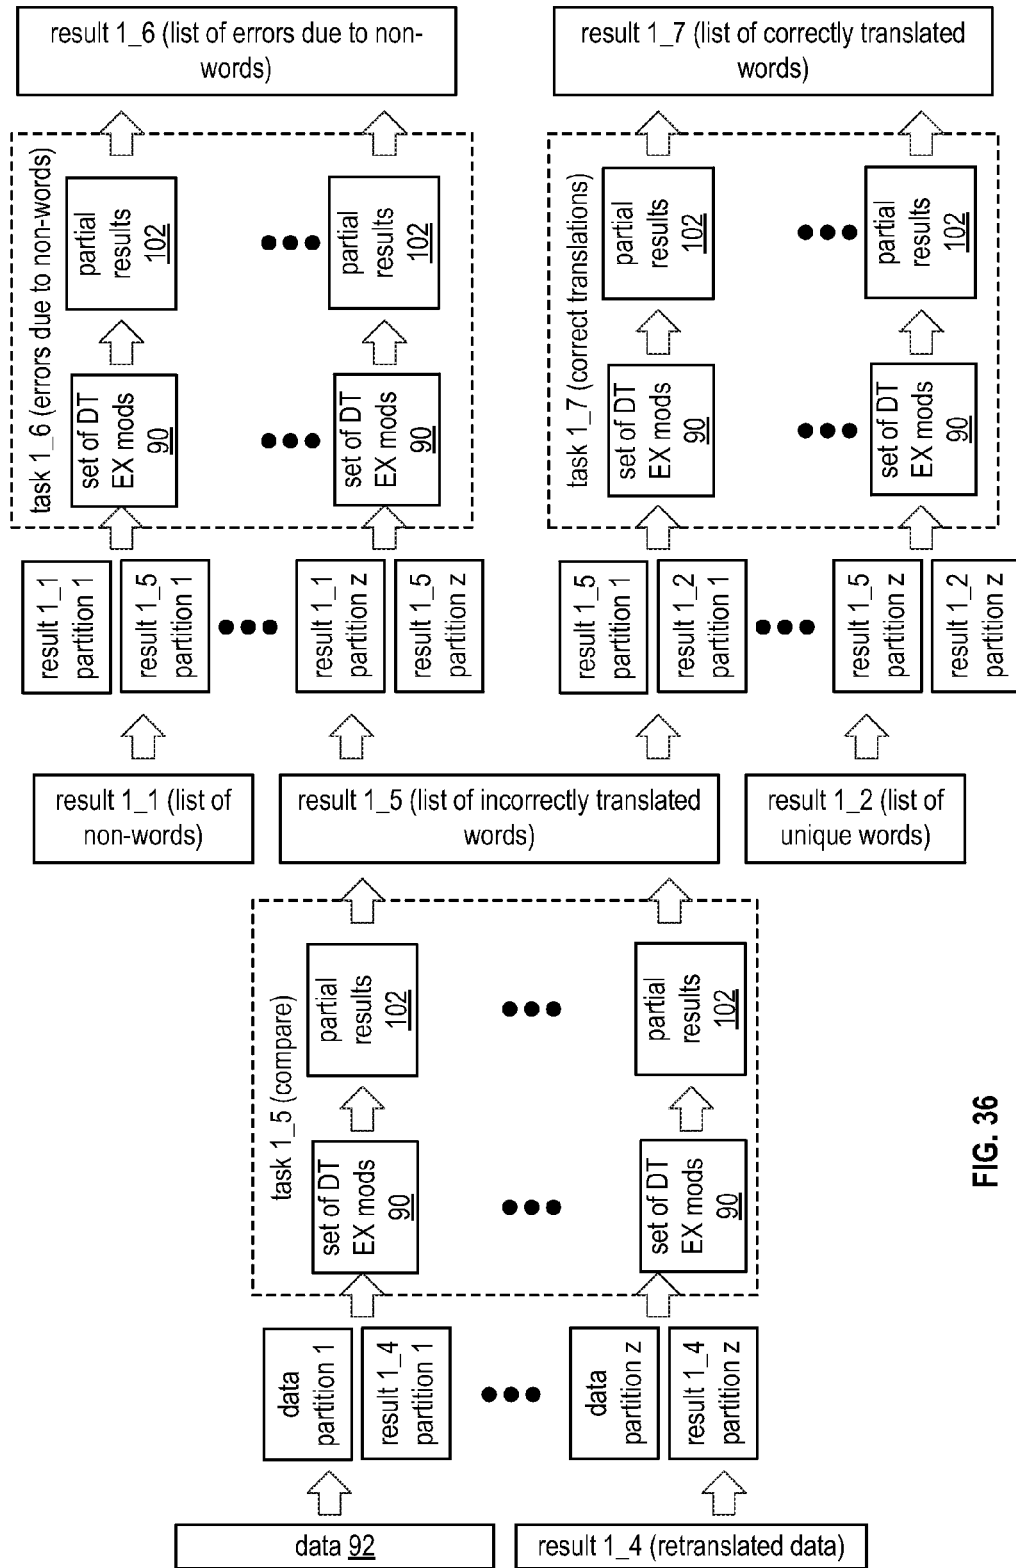 data 92
result 1_4 (retranslated data)
data
partition 1
result 1_4
partition 1
data
partition z
result 1_4
partition z
task 1_5 (compare)
set of DT
EX mods
90
partial
results
102
set of DT
EX mods
90
partial
results
102
result 1_1 (list of
non-words)
result 1_5 (list of incorrectly translated
words)
result 1_2 (list of
unique words)
result 1_1
partition 1
result 1_5
partition 1
result 1_1
partition z
result 1_5
partition z
result 1_5
partition 1
result 1_2
partition 1
result 1_5
partition z
result 1_2
partition z
task 1_6 (errors due to non-words)
set of DT
EX mods
90
partial
results
102
set of DT
EX mods
90
partial
results
102
task 1_7 (correct translations)
set of DT
EX mods
90
partial
results
102
set of DT
EX mods
90
partial
results
102
result 1_6 (list of errors due to non-
words)
result 1_7 (list of correctly translated
words)
FIG. 36